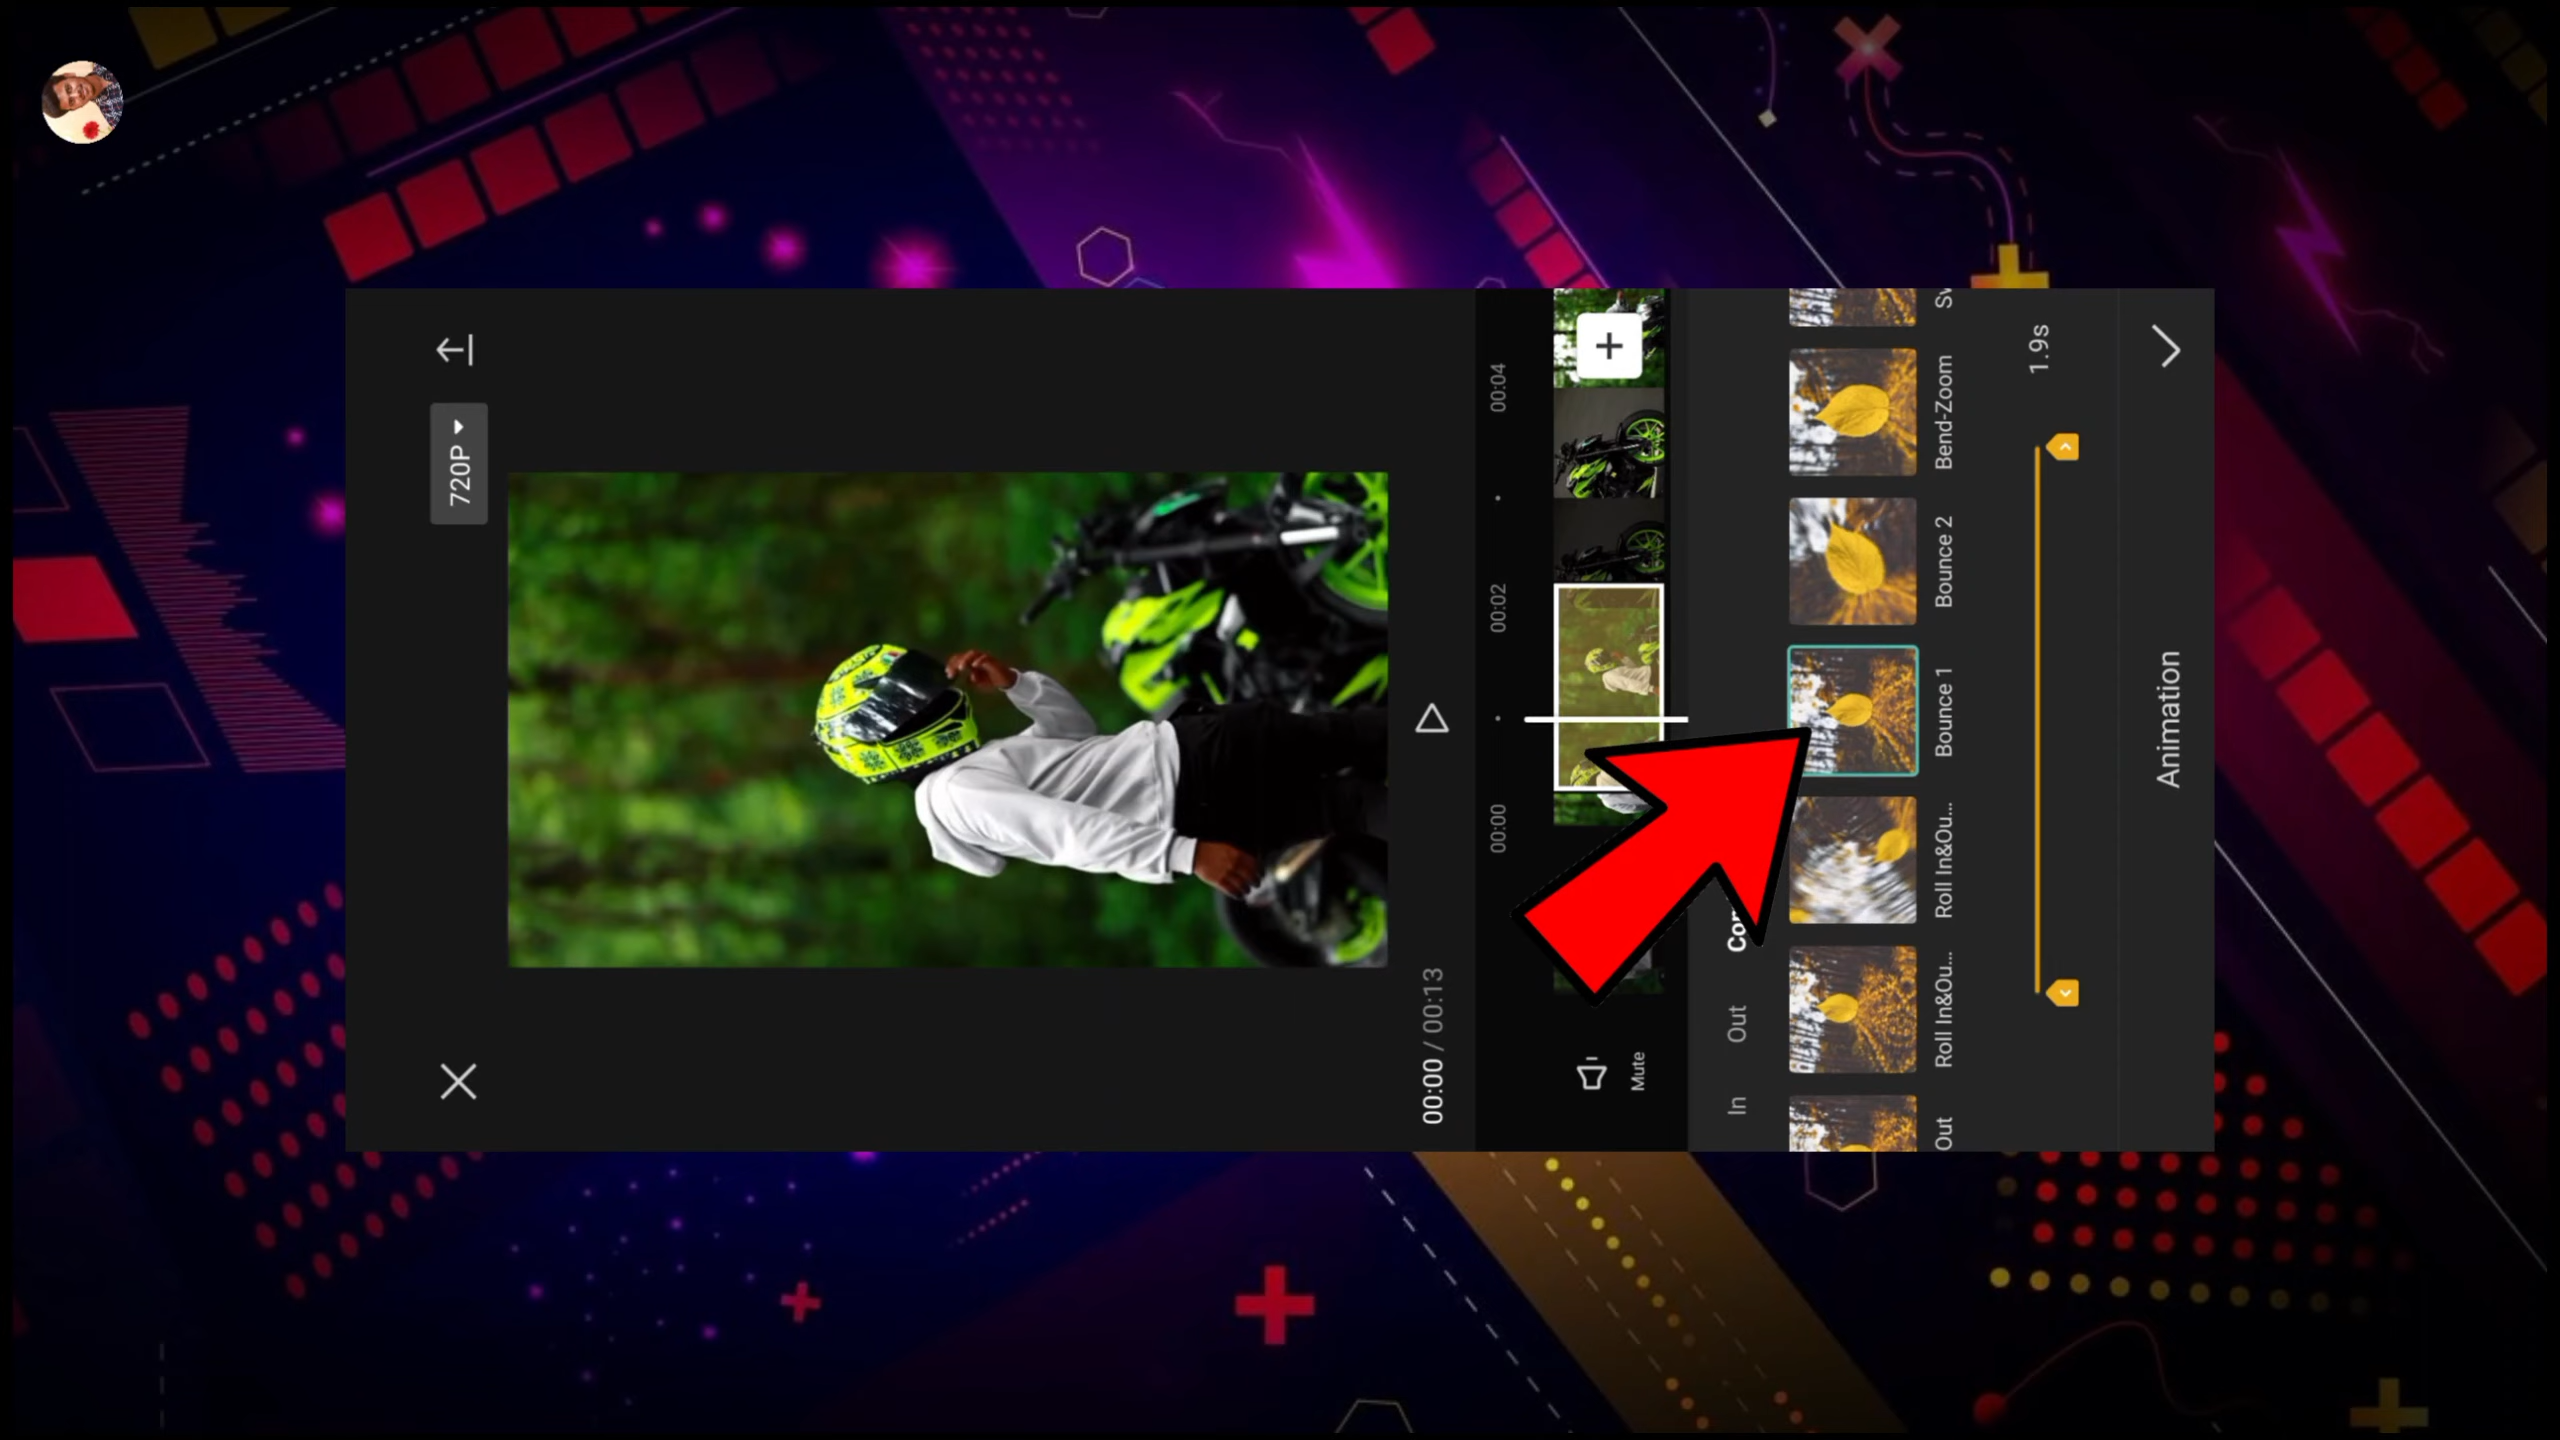 720P
00:00 / 00:13
00:00
00:02
00:04
Mute
In
Out
Out
Roll In&Ou...
Roll In&Ou...
Bounce 1
Bounce 2
Bend-Zoom
1.9s
Animation